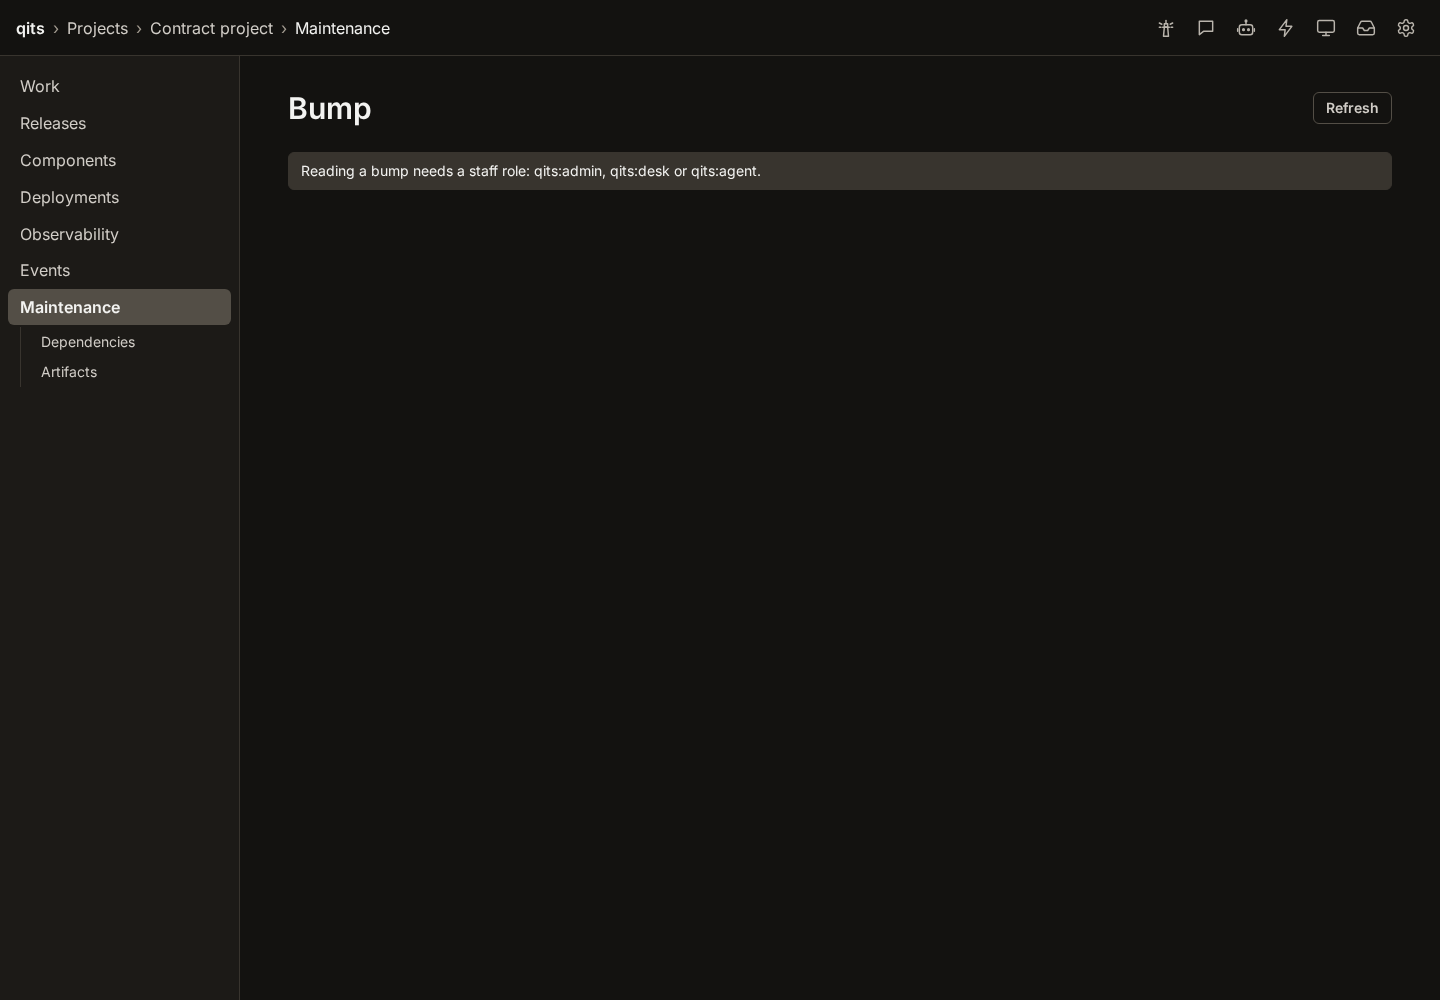 qits › Projects › Contract project › Maintenance
Work
Releases
Components
Deployments
Observability
Events
Maintenance
Dependencies
Artifacts
Bump
Refresh
Reading a bump needs a staff role: qits:admin, qits:desk or qits:agent.